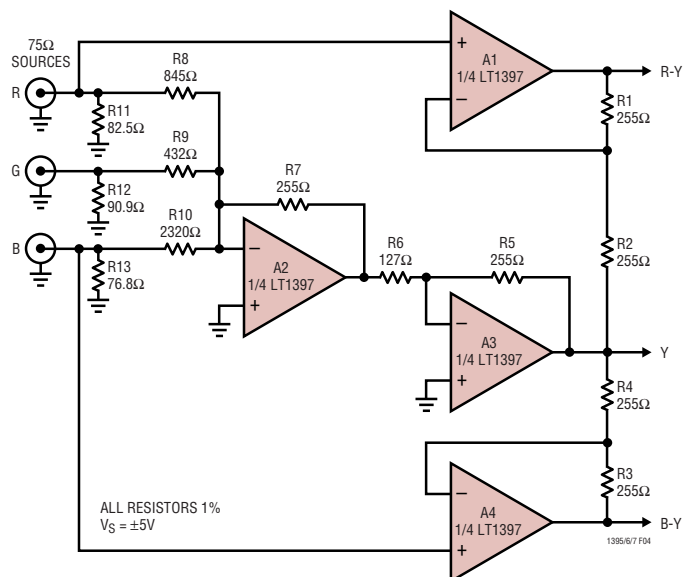 75Ω
SOURCES
R
R8
845Ω
R11
82.5Ω
+
A1
1/4 LT1397
−
R-Y
R1
255Ω
G
R9
432Ω
R12
90.9Ω
R7
255Ω
R2
255Ω
B
R10
2320Ω
R13
76.8Ω
−
A2
1/4 LT1397
+
R6
127Ω
R5
255Ω
−
A3
1/4 LT1397
+
Y
R4
255Ω
R3
255Ω
−
A4
1/4 LT1397
+
B-Y
1395/6/7 F04
ALL RESISTORS 1%
VS = ±5V